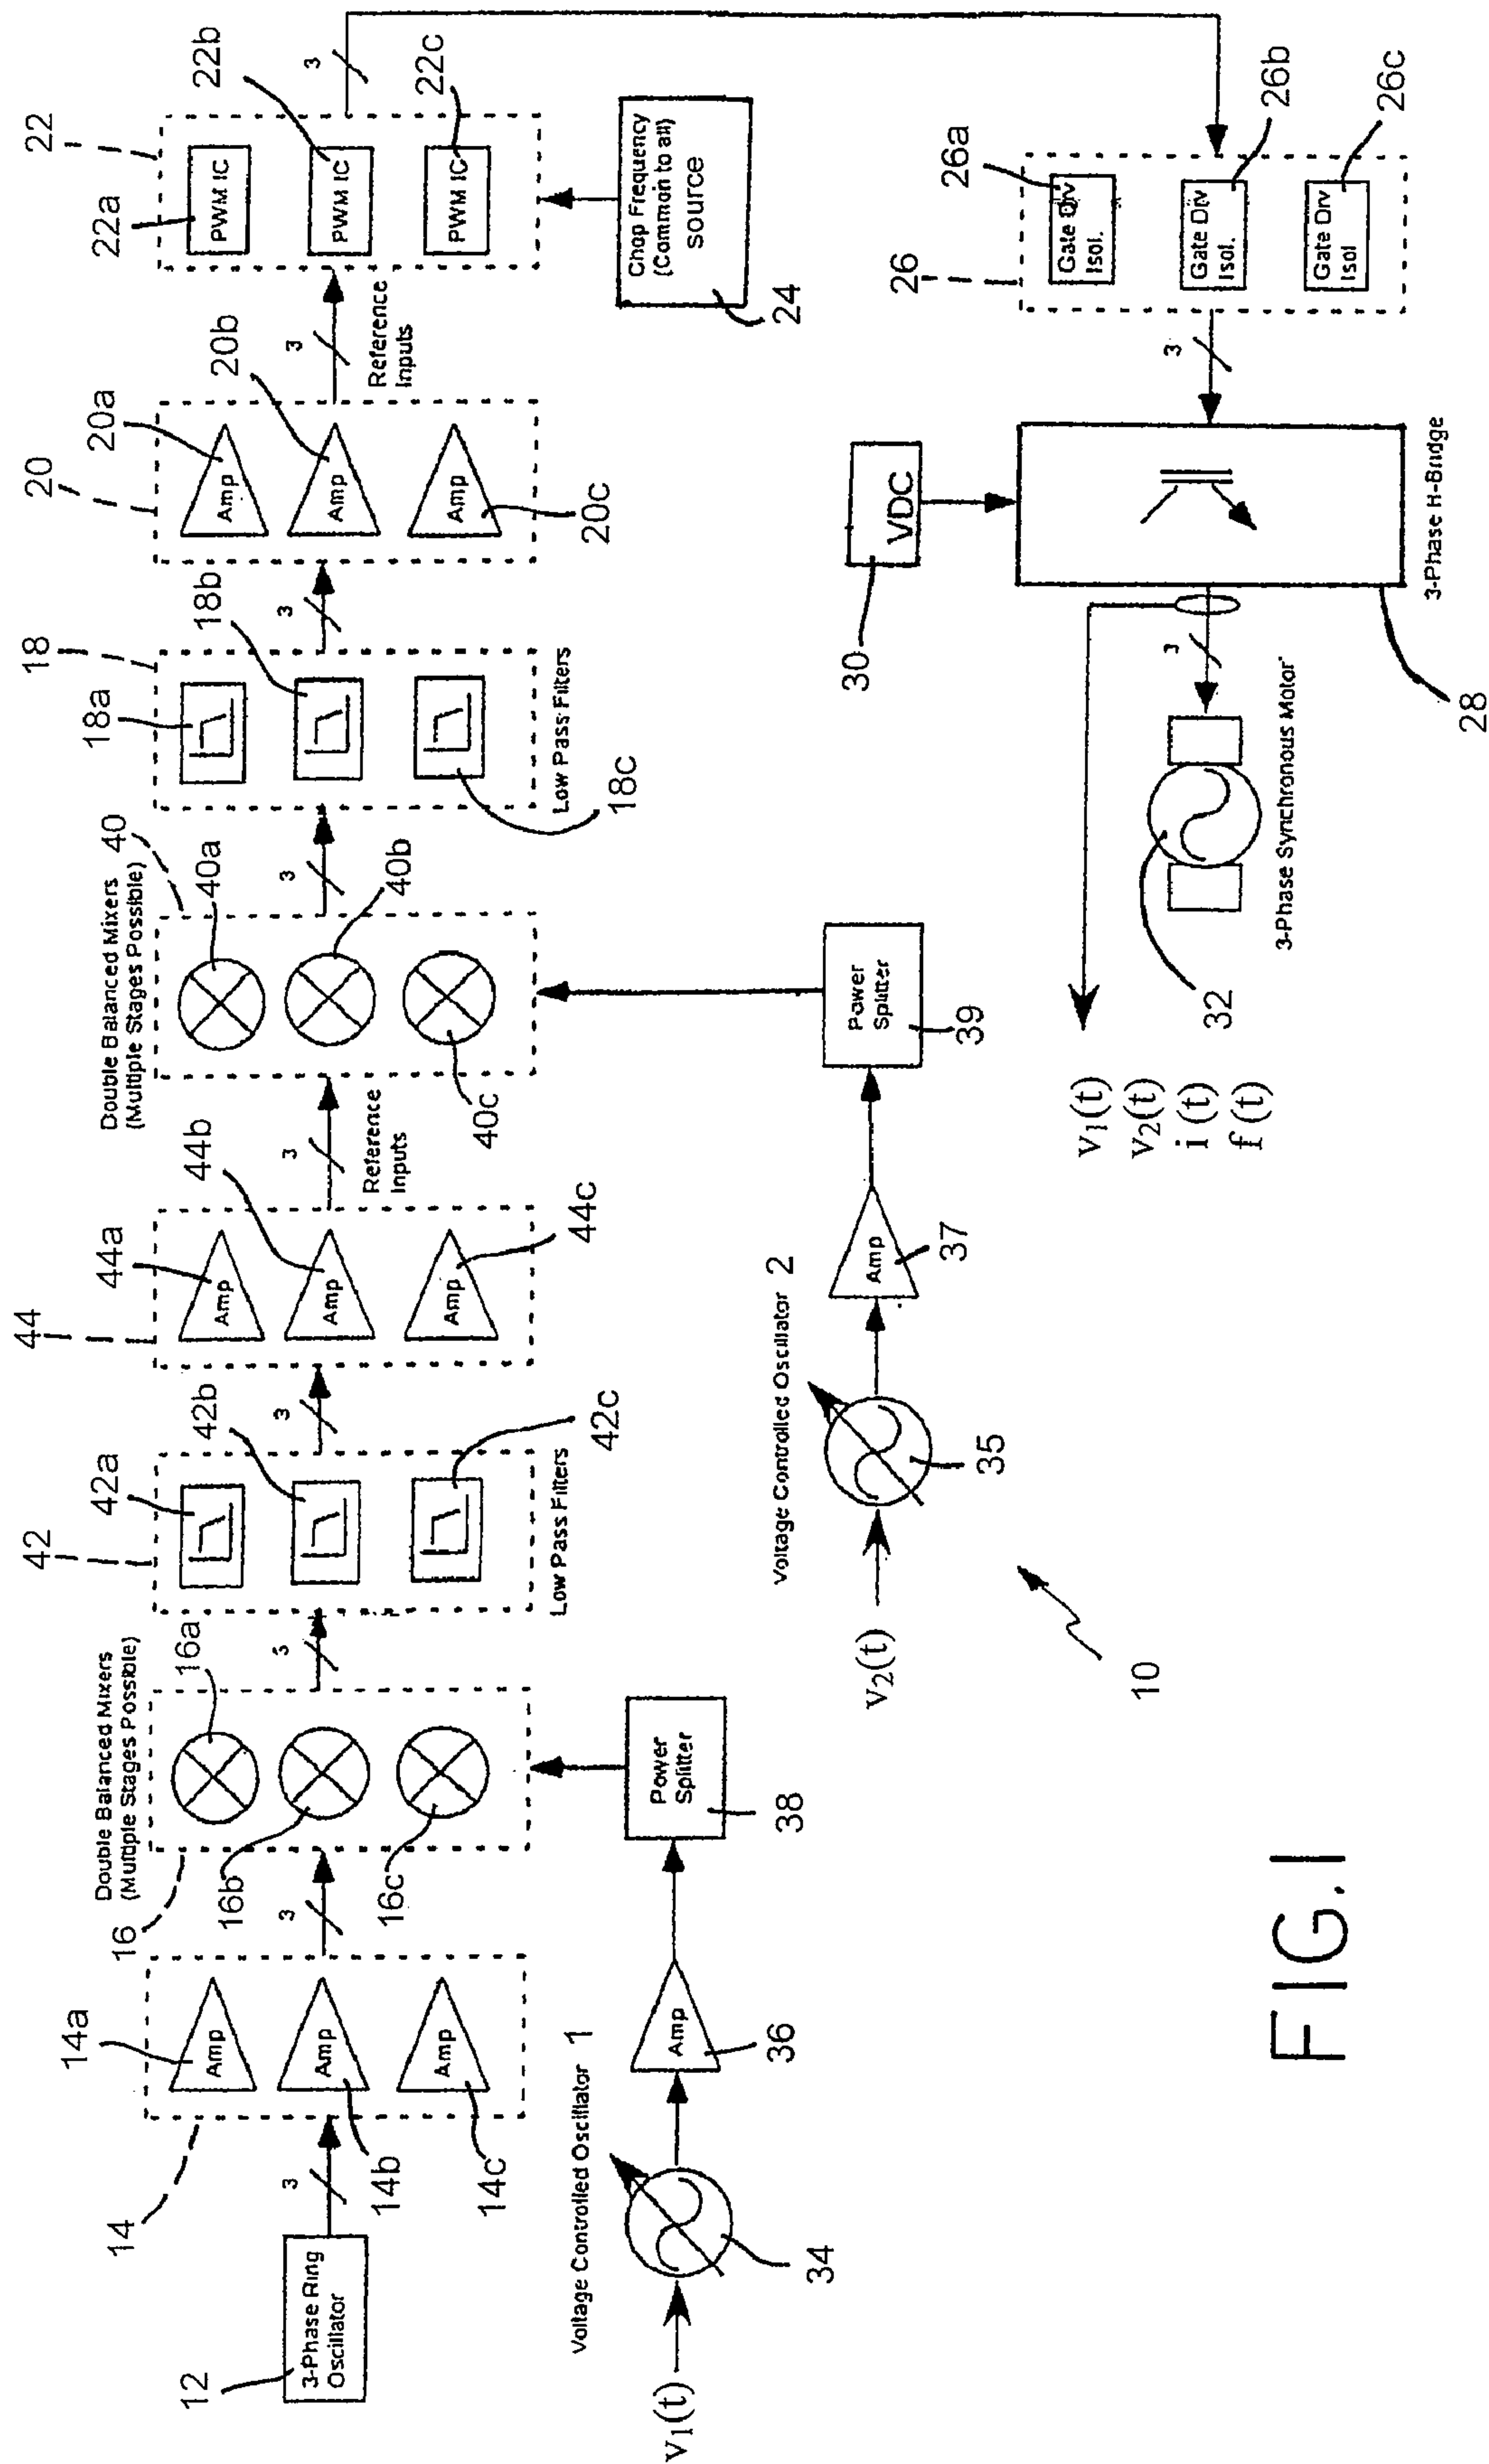 12
3-Phase Ring
Oscillator
3
14
14a
Amp
Amp
Amp
14b
14c
3
Double Balanced Mixers
(Multiple Stages Possible)
16
16a
16b
16c
3
42
42a
42b
42c
Low Pass Filters
3
44
44a
44b
44c
Amp
Amp
Amp
3
Reference
Inputs
Double Balanced Mixers
(Multiple Stages Possible)
40
40a
40b
40c
3
18
18a
18b
18c
Low Pass Filters
3
20
20a
20b
20c
Amp
Amp
Amp
3
Reference
Inputs
22
22a
22b
22c
PWM IC
PWM IC
PWM IC
3
Chop Frequency
(Common to all)
source
24
v1(t)
Voltage Controlled Oscillator 1
34
Amp
36
Power
Splitter
38
v2(t)
Voltage Controlled Oscillator 2
35
Amp
37
Power
Splitter
39
26
26a
26b
26c
Gate Drv
Isol.
Gate Drv
Isol.
Gate Drv
Isol
3
30
VDC
3-Phase H-Bridge
28
3
3-Phase Synchronous Motor
32
v1(t)
v2(t)
i (t)
f (t)
10
FIG.1